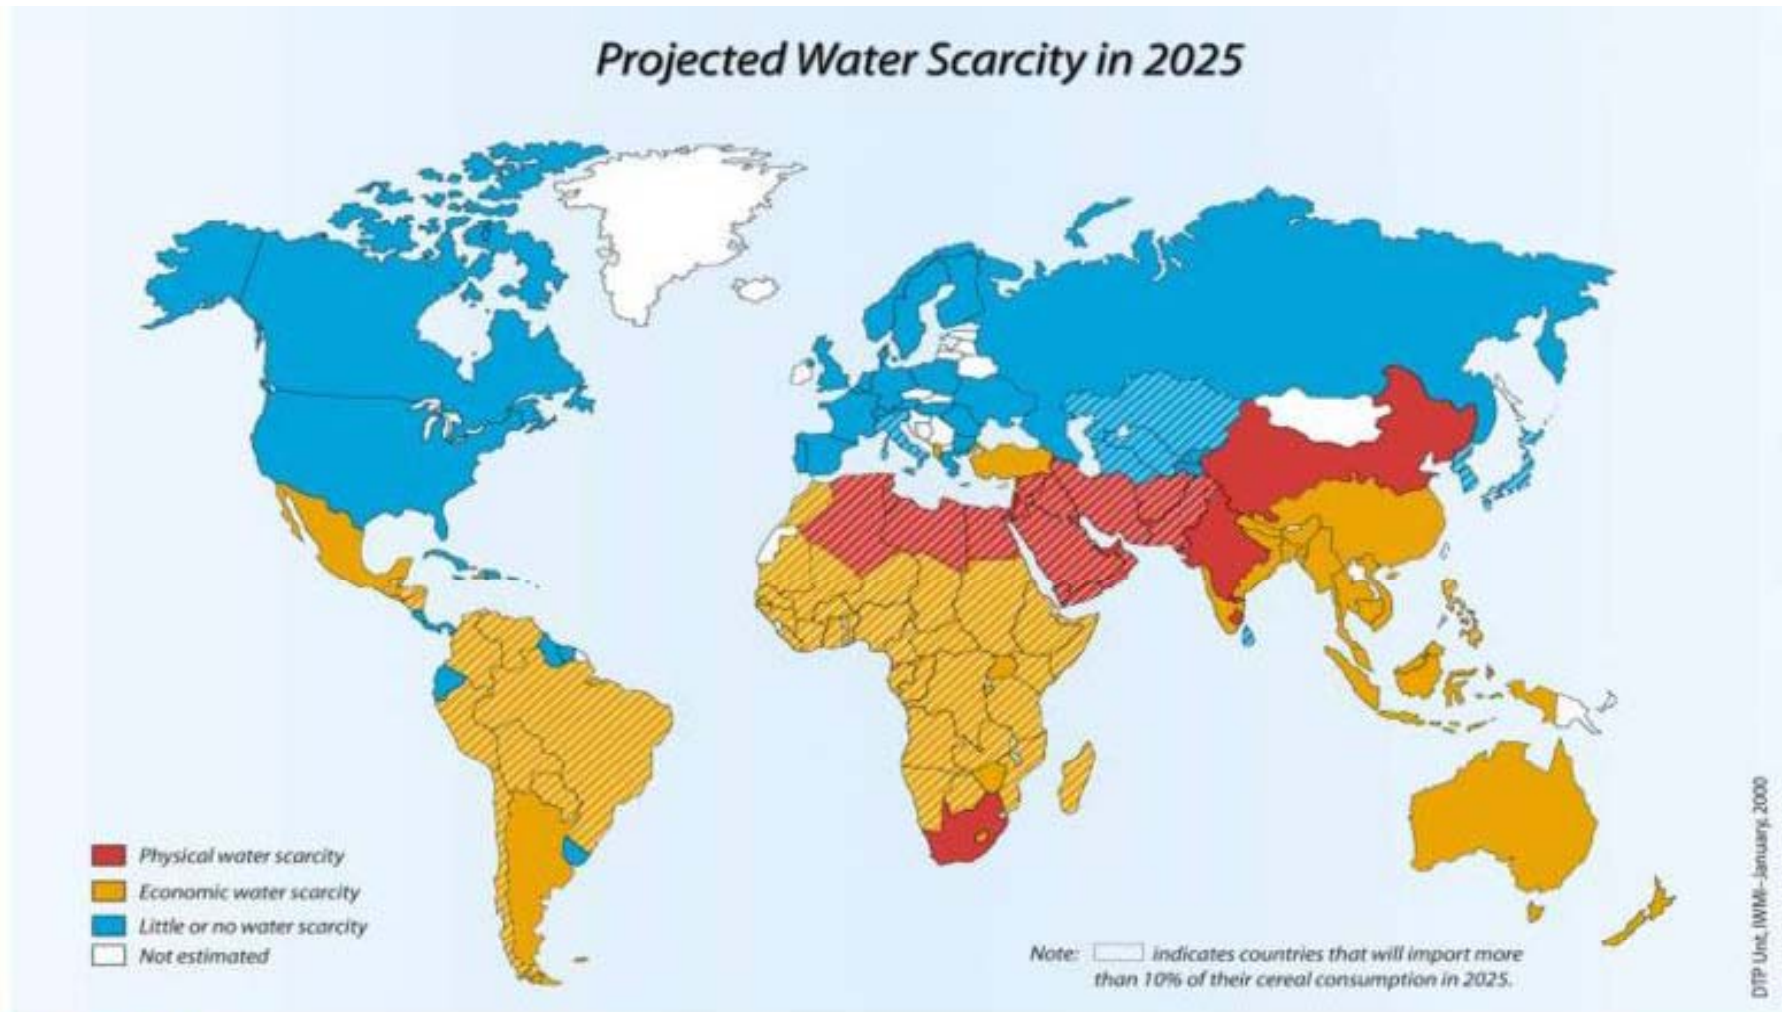 Projected Water Scarcity in 2025
Physical water scarcity
Economic water scarcity
Little or no water scarcity
Not estimated
Note: indicates countries that will import more
than 10% of their cereal consumption in 2025.
DTP Unt, IWMI-January, 2000